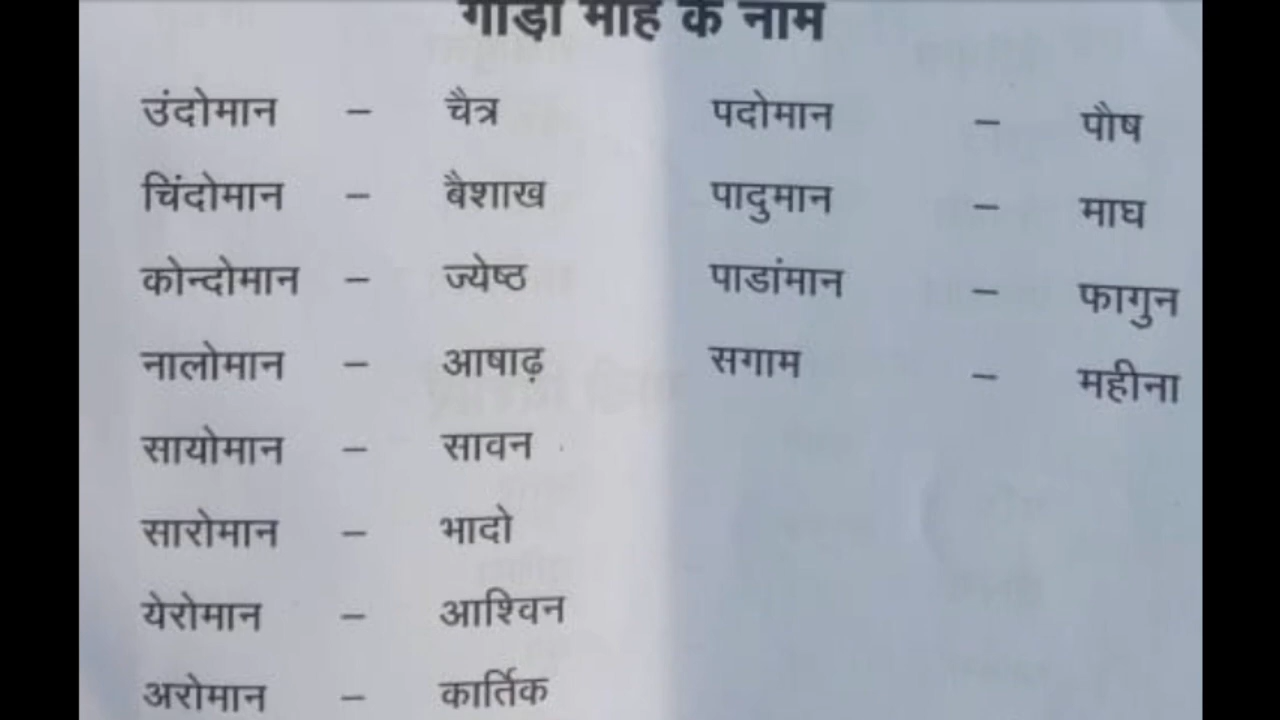 गोंडी माह के नाम
उंदोमान – चैत्र
चिंदोमान – बैशाख
कोन्दोमान – ज्येष्ठ
नालोमान – आषाढ़
सायोमान – सावन
सारोमान – भादो
येरोमान – आश्विन
अरोमान – कार्तिक
पदोमान – पौष
पादुमान – माघ
पाडांमान – फागुन
सगाम – महीना